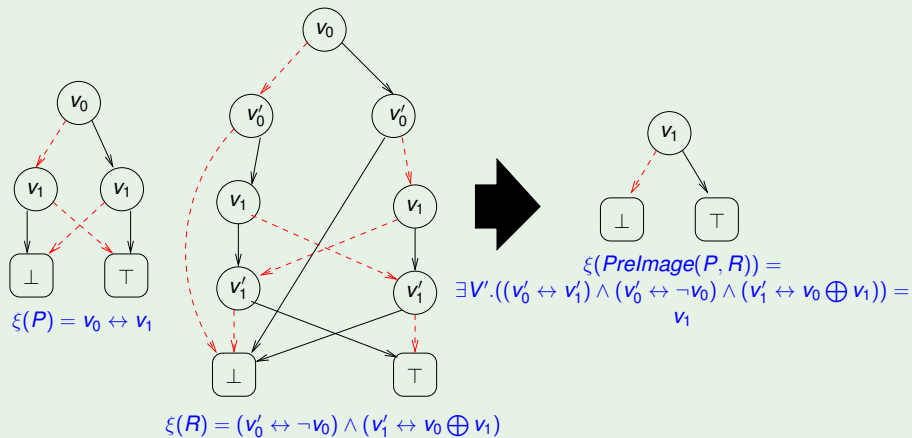 v₀
v₁ v₁
⊥ ⊤
ξ(P) = v₀ ↔ v₁
v₀
v′₀ v′₀
v₁ v₁
v′₁ v′₁
⊥ ⊤
ξ(R) = (v′₀ ↔ ¬v₀) ∧ (v′₁ ↔ v₀ ⨁ v₁)
v₁
⊥ ⊤
ξ(PreImage(P, R)) =
∃V′.((v′₀ ↔ v′₁) ∧ (v′₀ ↔ ¬v₀) ∧ (v′₁ ↔ v₀ ⨁ v₁)) =
v₁